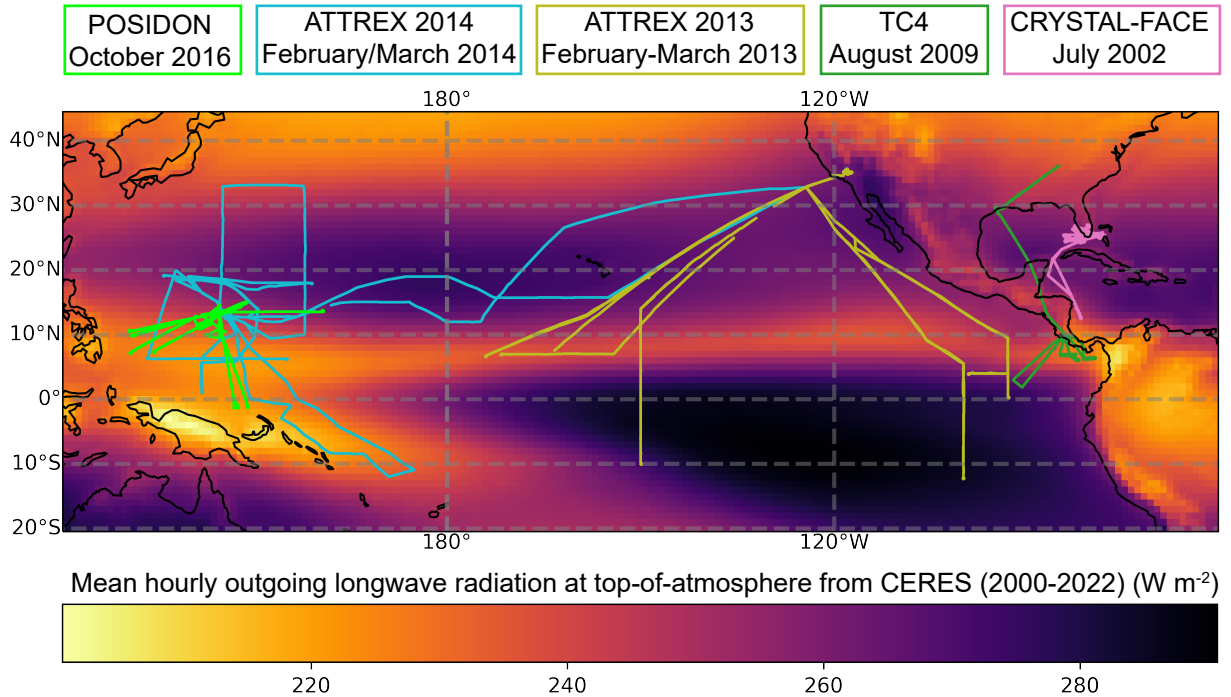 POSIDON
October 2016
ATTREX 2014
February/March 2014
ATTREX 2013
February-March 2013
TC4
August 2009
CRYSTAL-FACE
July 2002
180°
120°W
40°N
30°N
20°N
10°N
0°
10°S
20°S
180°
120°W
Mean hourly outgoing longwave radiation at top-of-atmosphere from CERES (2000-2022) (W m⁻²)
220
240
260
280